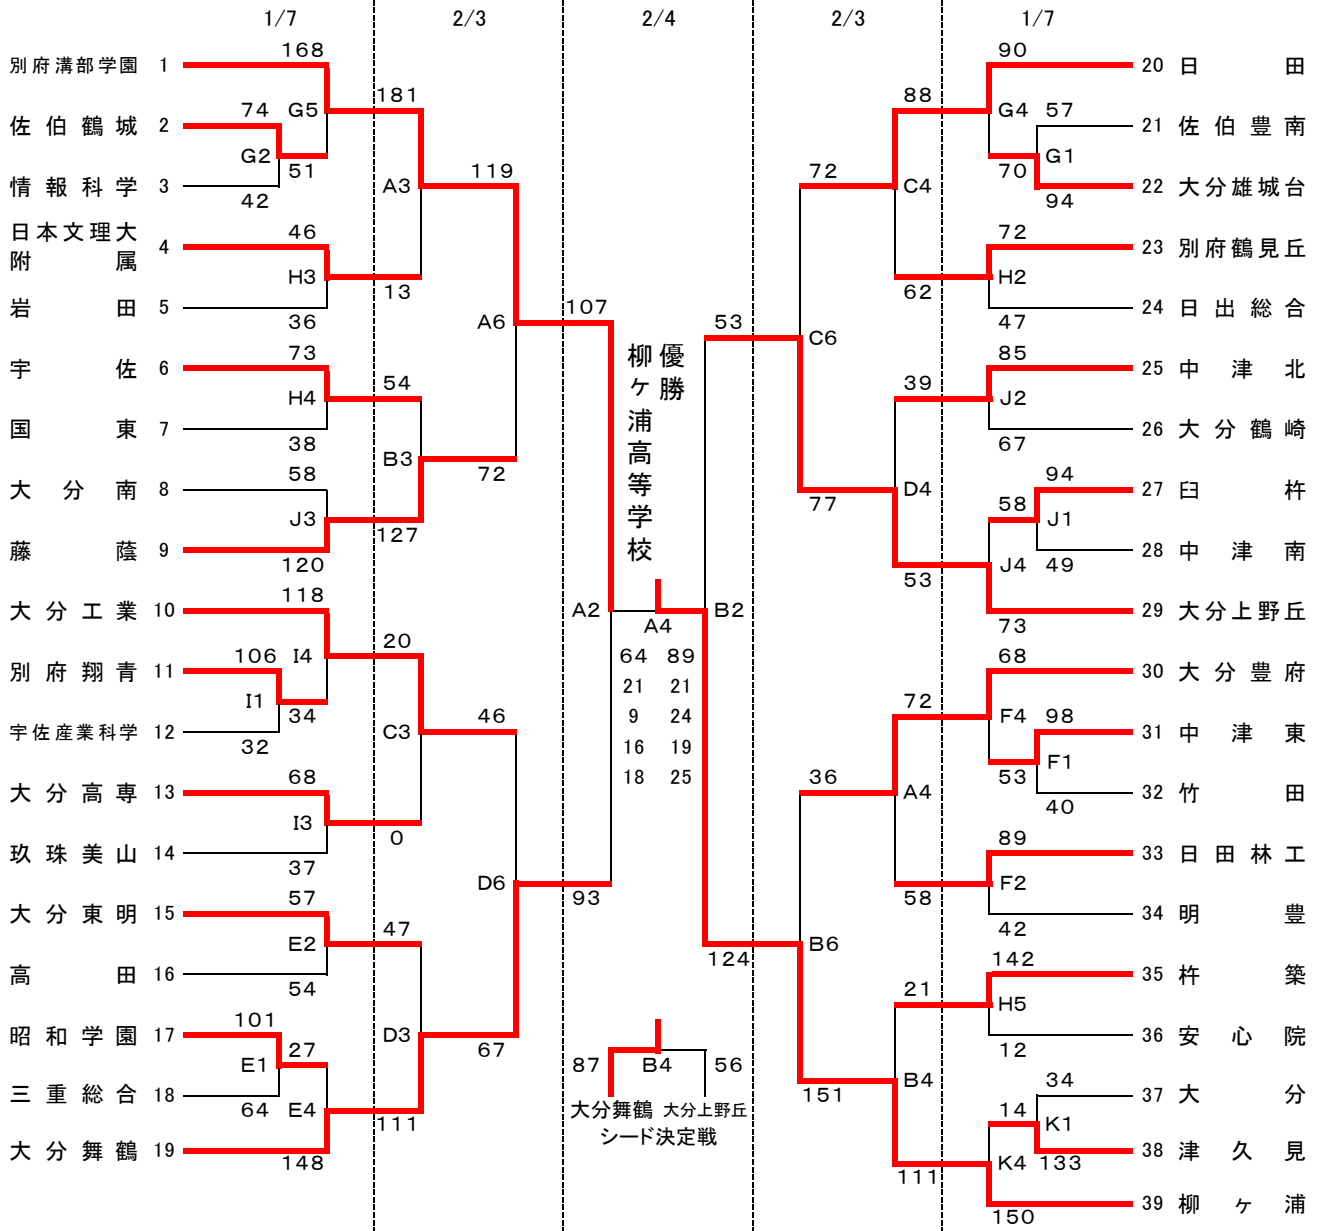 1/7 2/3 2/4 2/3 1/7
168
別府溝部学園 1
181
74 G5
佐伯鶴城 2
G2 51
情報科学 3
42
A3
119
日本文理大附属 4
46
H3
13
岩田 5
36
A6
107
73
宇佐 6
54
H4
国東 7
38
B3
72
58
大分南 8
J3
127
藤蔭 9
120
118
大分工業 10
A2
20
106 I4
別府翔青 11
I1 34
宇佐産業科学 12
32
C3
46
68
大分高専 13
I3
0
玖珠美山 14
37
D6
93
57
大分東明 15
47
E2
高田 16
54
D3
67
101
昭和学園 17
27
E1
三重総合 18
64 E4
111
大分舞鶴 19
148
優勝
柳ヶ浦高等学校
A4
64 89
21 21
9 24
16 19
18 25
87 B4 56
大分舞鶴 大分上野丘
シード決定戦
90
20 日田
88
G4 57
21 佐伯豊南
G1
70
22 大分雄城台
94
72
C4
72
23 別府鶴見丘
H2
62
24 日出総合
47
53
C6
85
25 中津北
39
J2
26 大分鶴崎
67
D4
77
94
27 臼杵
58
J1
28 中津南
J4 49
53
29 大分上野丘
73
B2
68
30 大分豊府
72
F4 98
31 中津東
F1
53
32 竹田
40
36
A4
89
33 日田林工
F2
58
34 明豊
42
B6
124
142
35 杵築
21
H5
36 安心院
12
B4
151
34
37 大分
14
K1
38 津久見
K4 133
111
39 柳ヶ浦
150